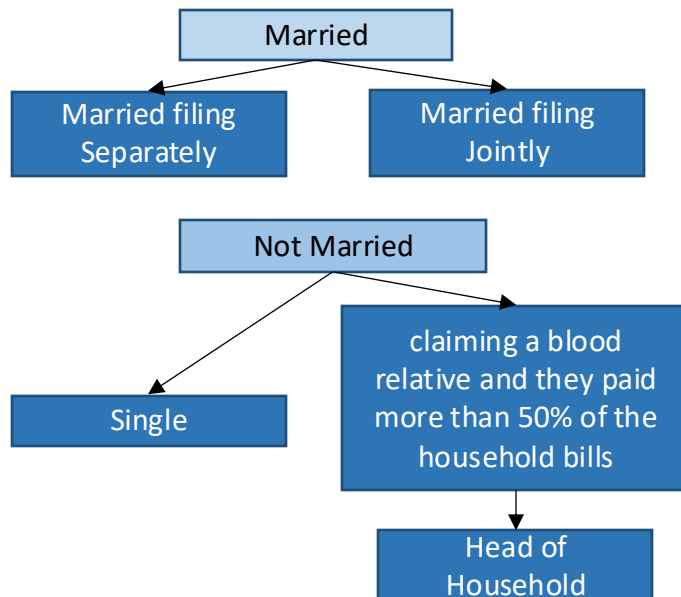 Married
Married filing
Separately
Married filing
Jointly
Not Married
Single
claiming a blood
relative and they paid
more than 50% of the
household bills
Head of
Household